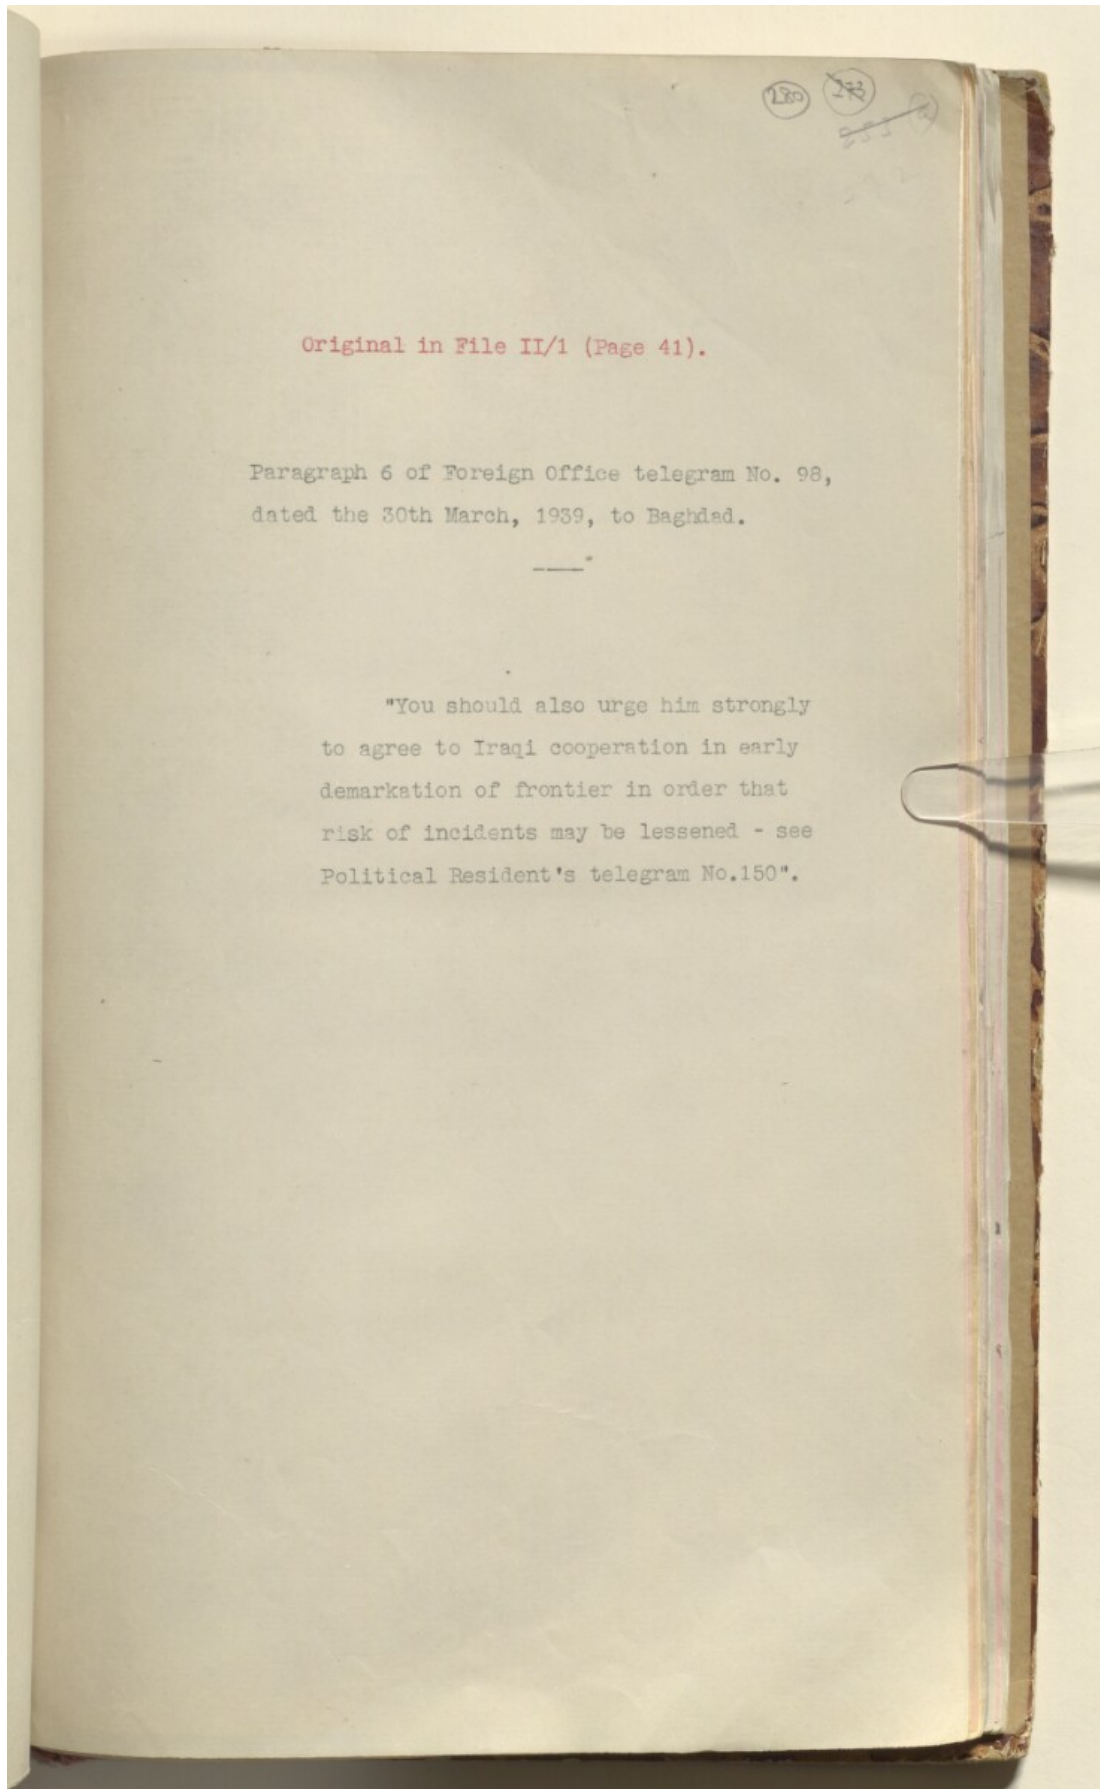 280 273
Original in File II/1 (Page 41).
Paragraph 6 of Foreign Office telegram No. 98,
dated the 30th March, 1939, to Baghdad.
"You should also urge him strongly
to agree to Iraqi cooperation in early
demarkation of frontier in order that
risk of incidents may be lessened - see
Political Resident's telegram No.150".